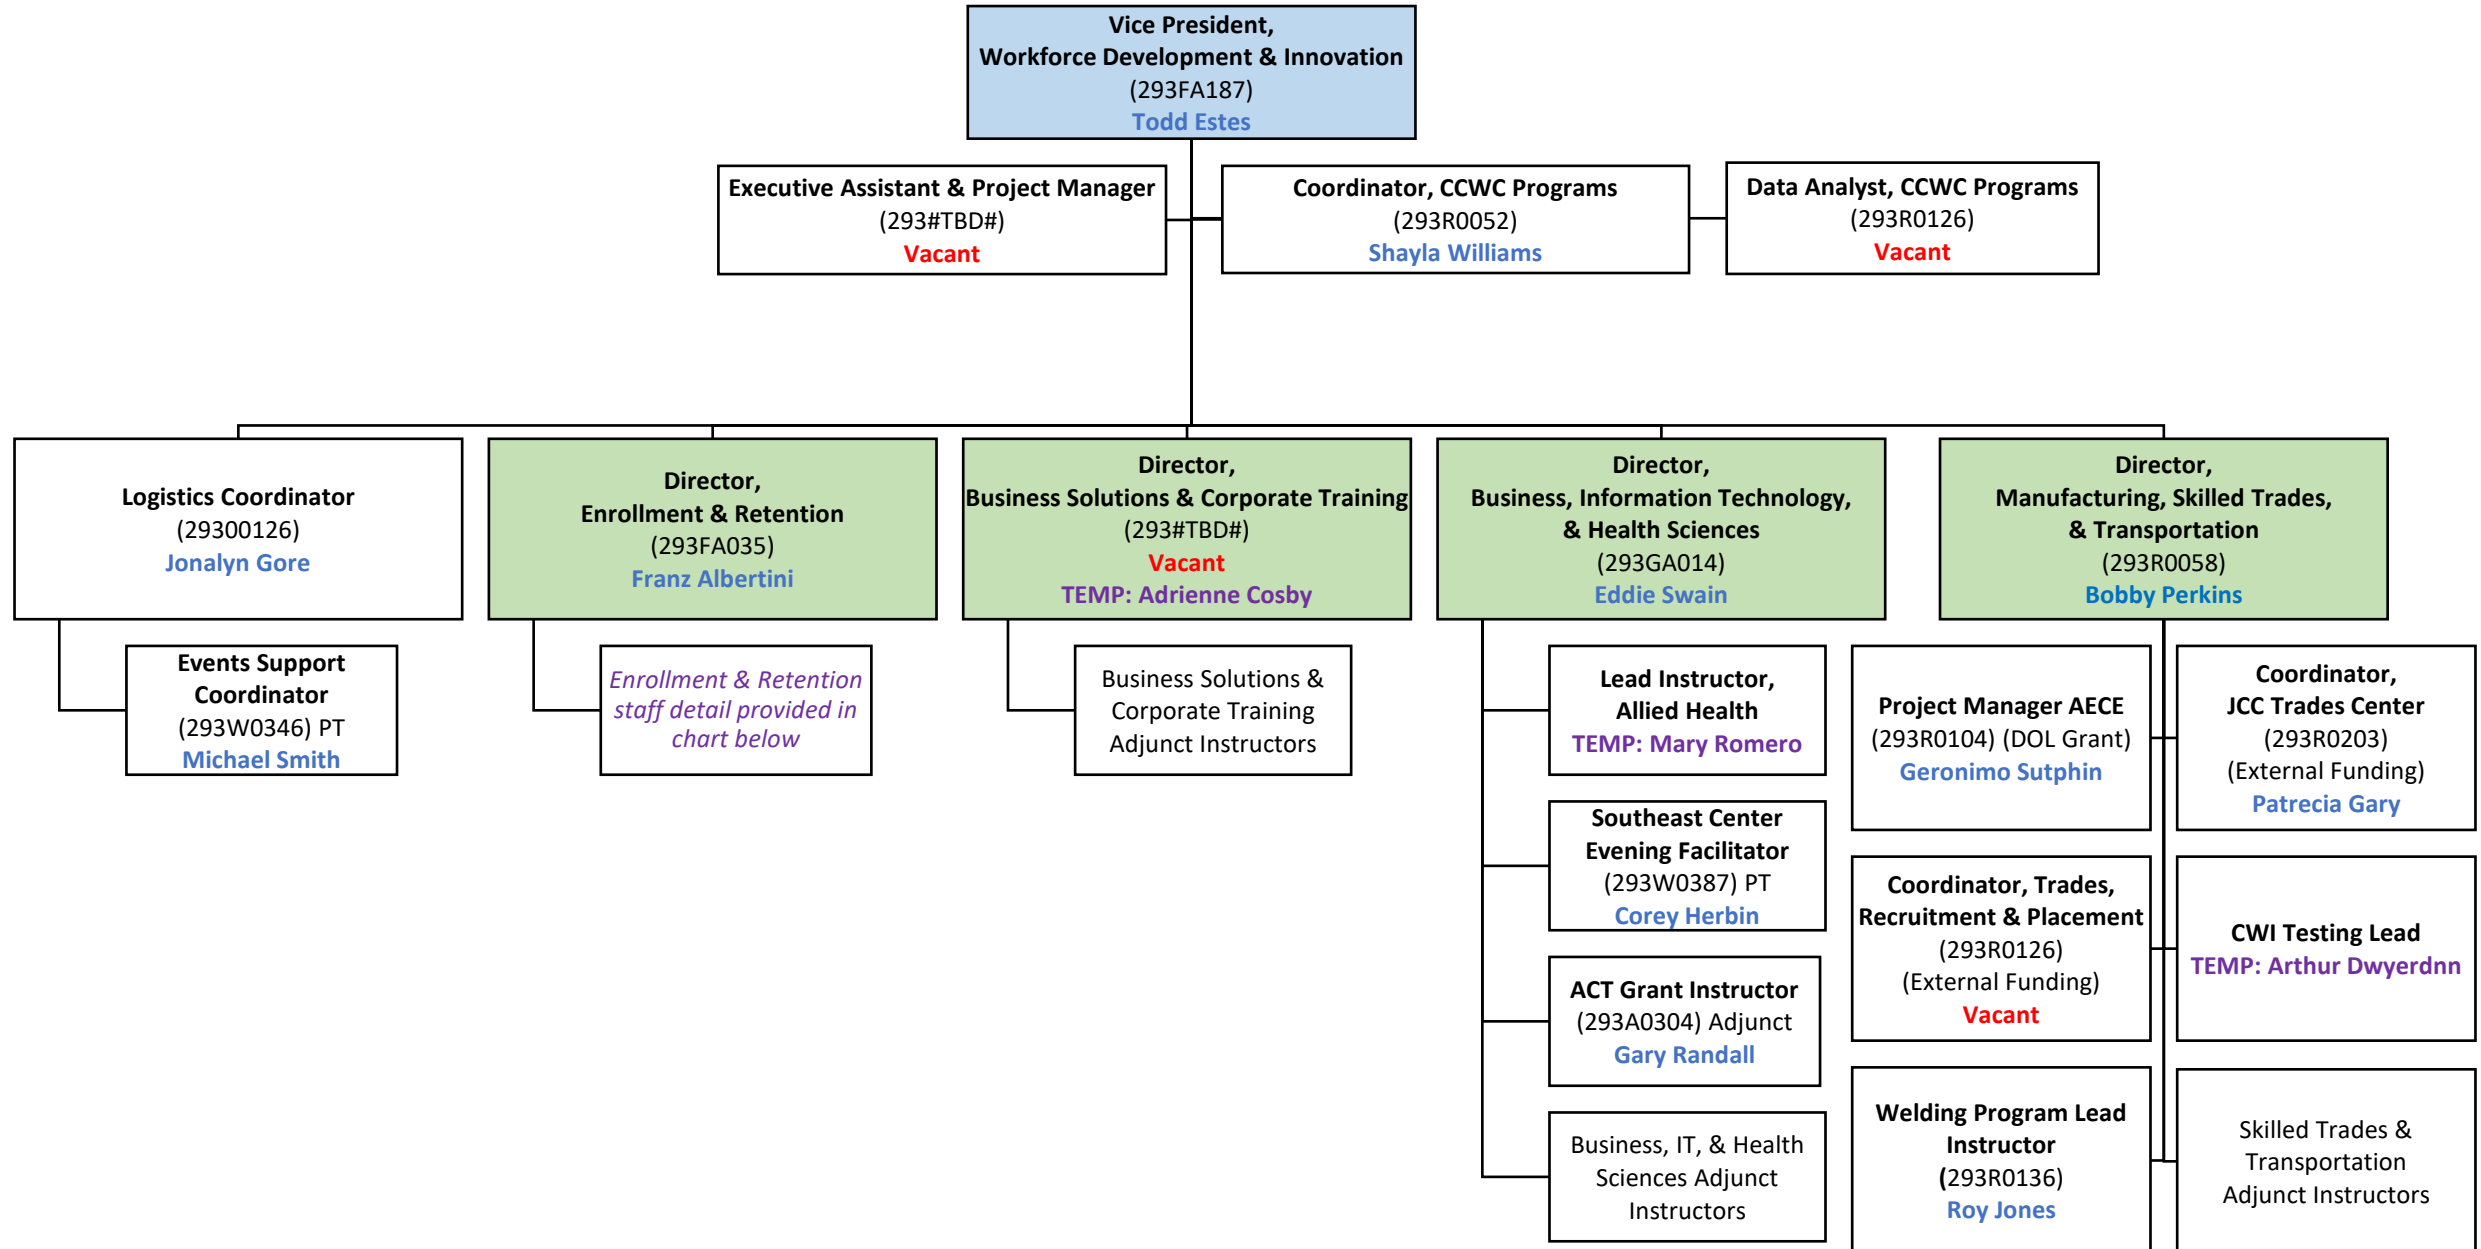 Vice President,
Workforce Development & Innovation
(293FA187)
Todd Estes
Executive Assistant & Project Manager
(293#TBD#)
Vacant
Coordinator, CCWC Programs
(293R0052)
Shayla Williams
Data Analyst, CCWC Programs
(293R0126)
Vacant
Logistics Coordinator
(29300126)
Jonalyn Gore
Director,
Enrollment & Retention
(293FA035)
Franz Albertini
Director,
Business Solutions & Corporate Training
(293#TBD#)
Vacant
TEMP: Adrienne Cosby
Director,
Business, Information Technology,
& Health Sciences
(293GA014)
Eddie Swain
Director,
Manufacturing, Skilled Trades,
& Transportation
(293R0058)
Bobby Perkins
Events Support
Coordinator
(293W0346) PT
Michael Smith
Enrollment & Retention
staff detail provided in
chart below
Business Solutions &
Corporate Training
Adjunct Instructors
Lead Instructor,
Allied Health
TEMP: Mary Romero
Southeast Center
Evening Facilitator
(293W0387) PT
Corey Herbin
ACT Grant Instructor
(293A0304) Adjunct
Gary Randall
Business, IT, & Health
Sciences Adjunct
Instructors
Project Manager AECE
(293R0104) (DOL Grant)
Geronimo Sutphin
Coordinator,
JCC Trades Center
(293R0203)
(External Funding)
Patrecia Gary
Coordinator, Trades,
Recruitment & Placement
(293R0126)
(External Funding)
Vacant
CWI Testing Lead
TEMP: Arthur Dwyerdnn
Welding Program Lead
Instructor
(293R0136)
Roy Jones
Skilled Trades &
Transportation
Adjunct Instructors